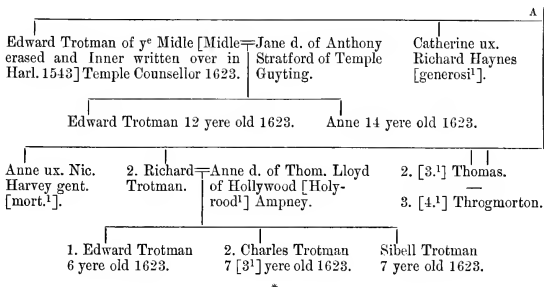 A
Edward Trotman of yᵉ Midle [Midle
erased and Inner written over in
Harl. 1543] Temple Counsellor 1623.
Jane d. of Anthony
Stratford of Temple
Guyting.
Catherine ux.
Richard Haynes
[generosi¹].
Edward Trotman 12 yere old 1623.
Anne 14 yere old 1623.
Anne ux. Nic.
Harvey gent.
[mort.¹].
2. Richard
Trotman.
Anne d. of Thom. Lloyd
of Hollywood [Holy-
rood¹] Ampney.
2. [3.¹] Thomas.
—
3. [4.¹] Throgmorton.
1. Edward Trotman
6 yere old 1623.
2. Charles Trotman
7 [3¹] yere old 1623.
Sibell Trotman
7 yere old 1623.
*